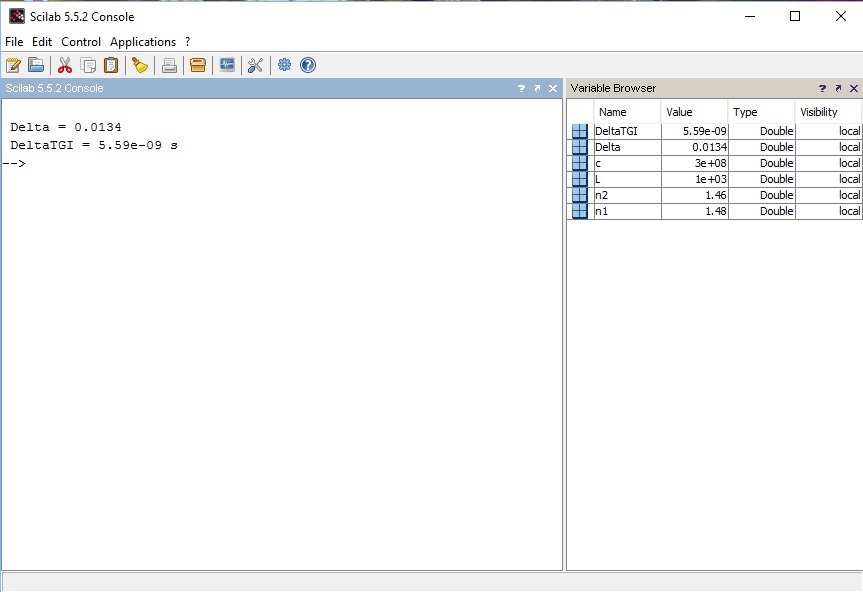 Scilab 5.5.2 Console
File Edit Control Applications ?
Scilab 5.5.2 Console
Delta = 0.0134
DeltaTGI = 5.59e-09 s
-->
Variable Browser
Name Value Type Visibility
DeltaTGI 5.59e-09 Double local
Delta 0.0134 Double local
c 3e+08 Double local
L 1e+03 Double local
n2 1.46 Double local
n1 1.48 Double local